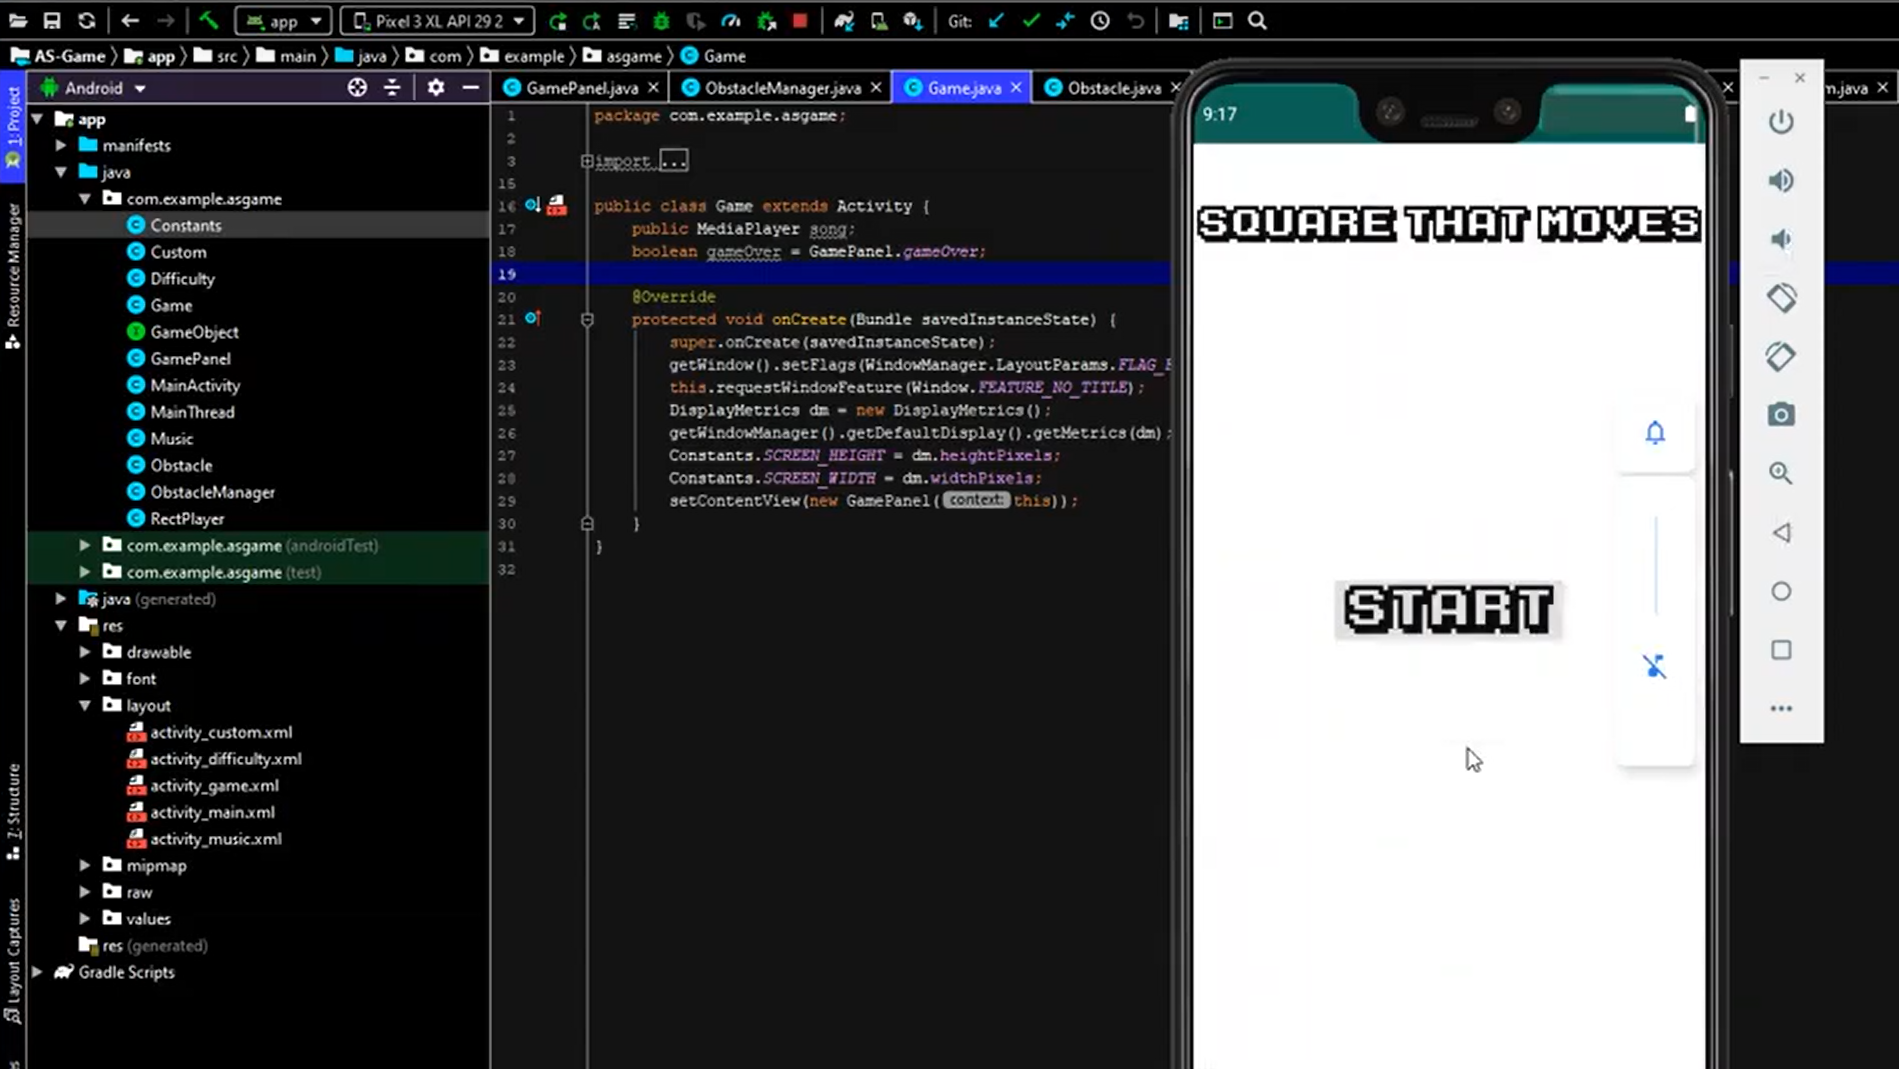 app
Pixel 3 XL API 29 2
Git:
AS-Game
app
src
main
java
com
example
asgame
Game
1: Project
Resource Manager
7: Structure
Layout Captures
Android
app
manifests
java
com.example.asgame
Constants
Custom
Difficulty
Game
GameObject
GamePanel
MainActivity
MainThread
Music
Obstacle
ObstacleManager
RectPlayer
com.example.asgame (androidTest)
com.example.asgame (test)
java (generated)
res
drawable
font
layout
activity_custom.xml
activity_difficulty.xml
activity_game.xml
activity_main.xml
activity_music.xml
mipmap
raw
values
res (generated)
Gradle Scripts
GamePanel.java
ObstacleManager.java
Game.java
Obstacle.java
m.java
1 package com.example.asgame;
2
3 import ...
15
16 public class Game extends Activity {
17 public MediaPlayer song;
18 boolean gameOver = GamePanel.gameOver;
19
20 @Override
21 protected void onCreate(Bundle savedInstanceState) {
22 super.onCreate(savedInstanceState);
23 getWindow().setFlags(WindowManager.LayoutParams.FLAG_
24 this.requestWindowFeature(Window.FEATURE_NO_TITLE);
25 DisplayMetrics dm = new DisplayMetrics();
26 getWindowManager().getDefaultDisplay().getMetrics(dm);
27 Constants.SCREEN_HEIGHT = dm.heightPixels;
28 Constants.SCREEN_WIDTH = dm.widthPixels;
29 setContentView(new GamePanel( context: this));
30 }
31 }
32
9:17
SQUARE THAT MOVES
START